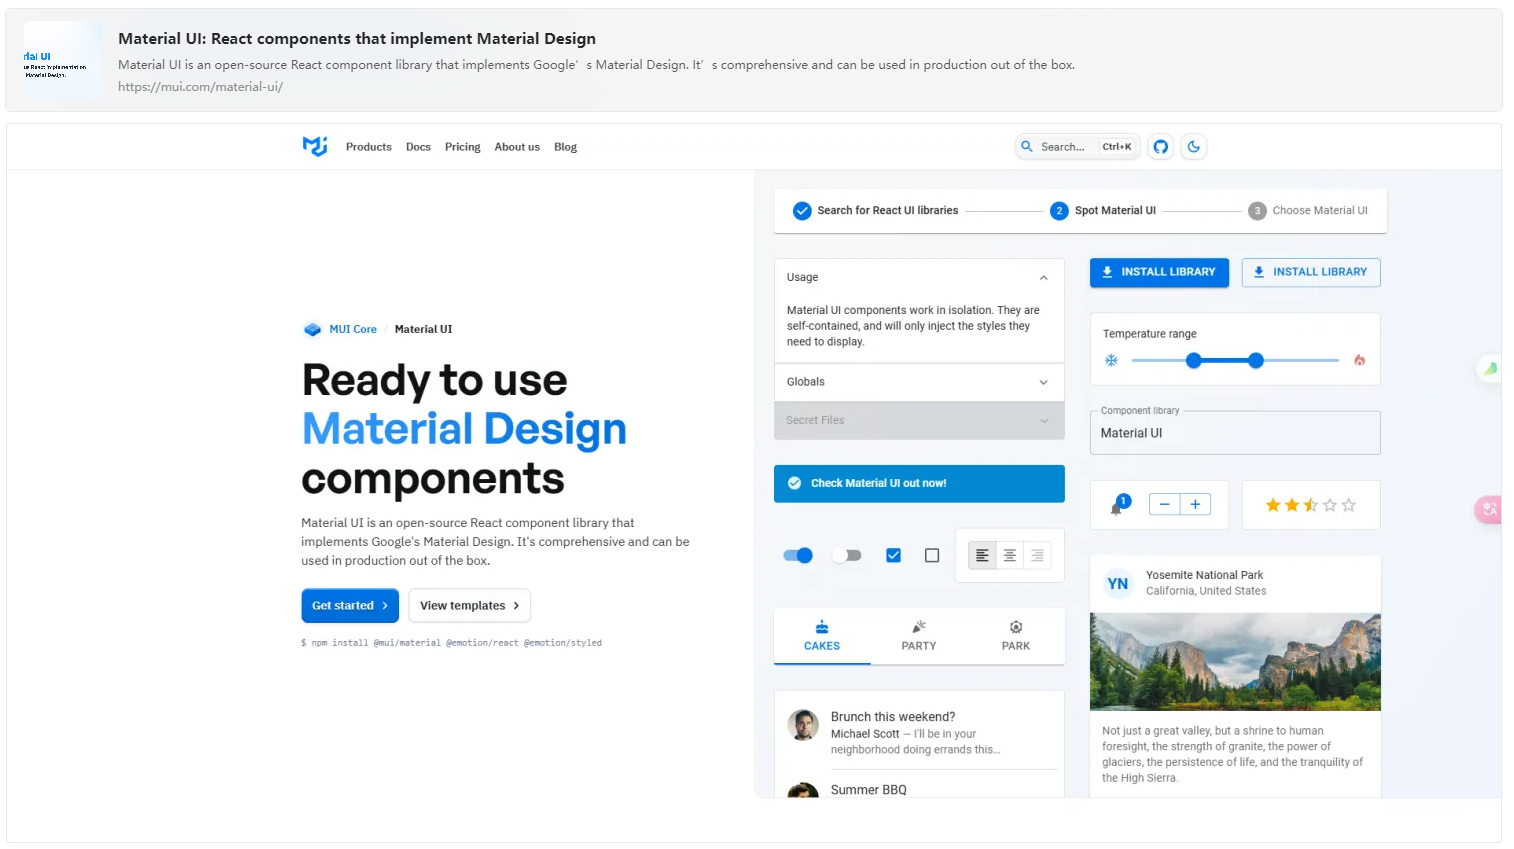 Material UI: React components that implement Material Design
rial UI
Material Design.
Material UI is an open-source React component library that implements Google's Material Design. It's comprehensive and can be used in production out of the box.
https://mui.com/material-ui/
Products Docs Pricing About us Blog
Search... Ctrl+K
Search for React UI libraries
2 Spot Material UI
3 Choose Material UI
MUI Core / Material UI
Ready to use
Material Design
components
Material UI is an open-source React component library that
implements Google's Material Design. It's comprehensive and can be
used in production out of the box.
Get started
View templates
$ npm install @mui/material @emotion/react @emotion/styled
Usage
Material UI components work in isolation. They are
self-contained, and will only inject the styles they
need to display.
Globals
Secret Files
Check Material UI out now!
CAKES
PARTY
PARK
Brunch this weekend?
Michael Scott — I'll be in your
neighborhood doing errands this…
Summer BBQ
INSTALL LIBRARY
INSTALL LIBRARY
Temperature range
Component library
Material UI
1
YN
Yosemite National Park
California, United States
Not just a great valley, but a shrine to human
foresight, the strength of granite, the power of
glaciers, the persistence of life, and the tranquility of
the High Sierra.